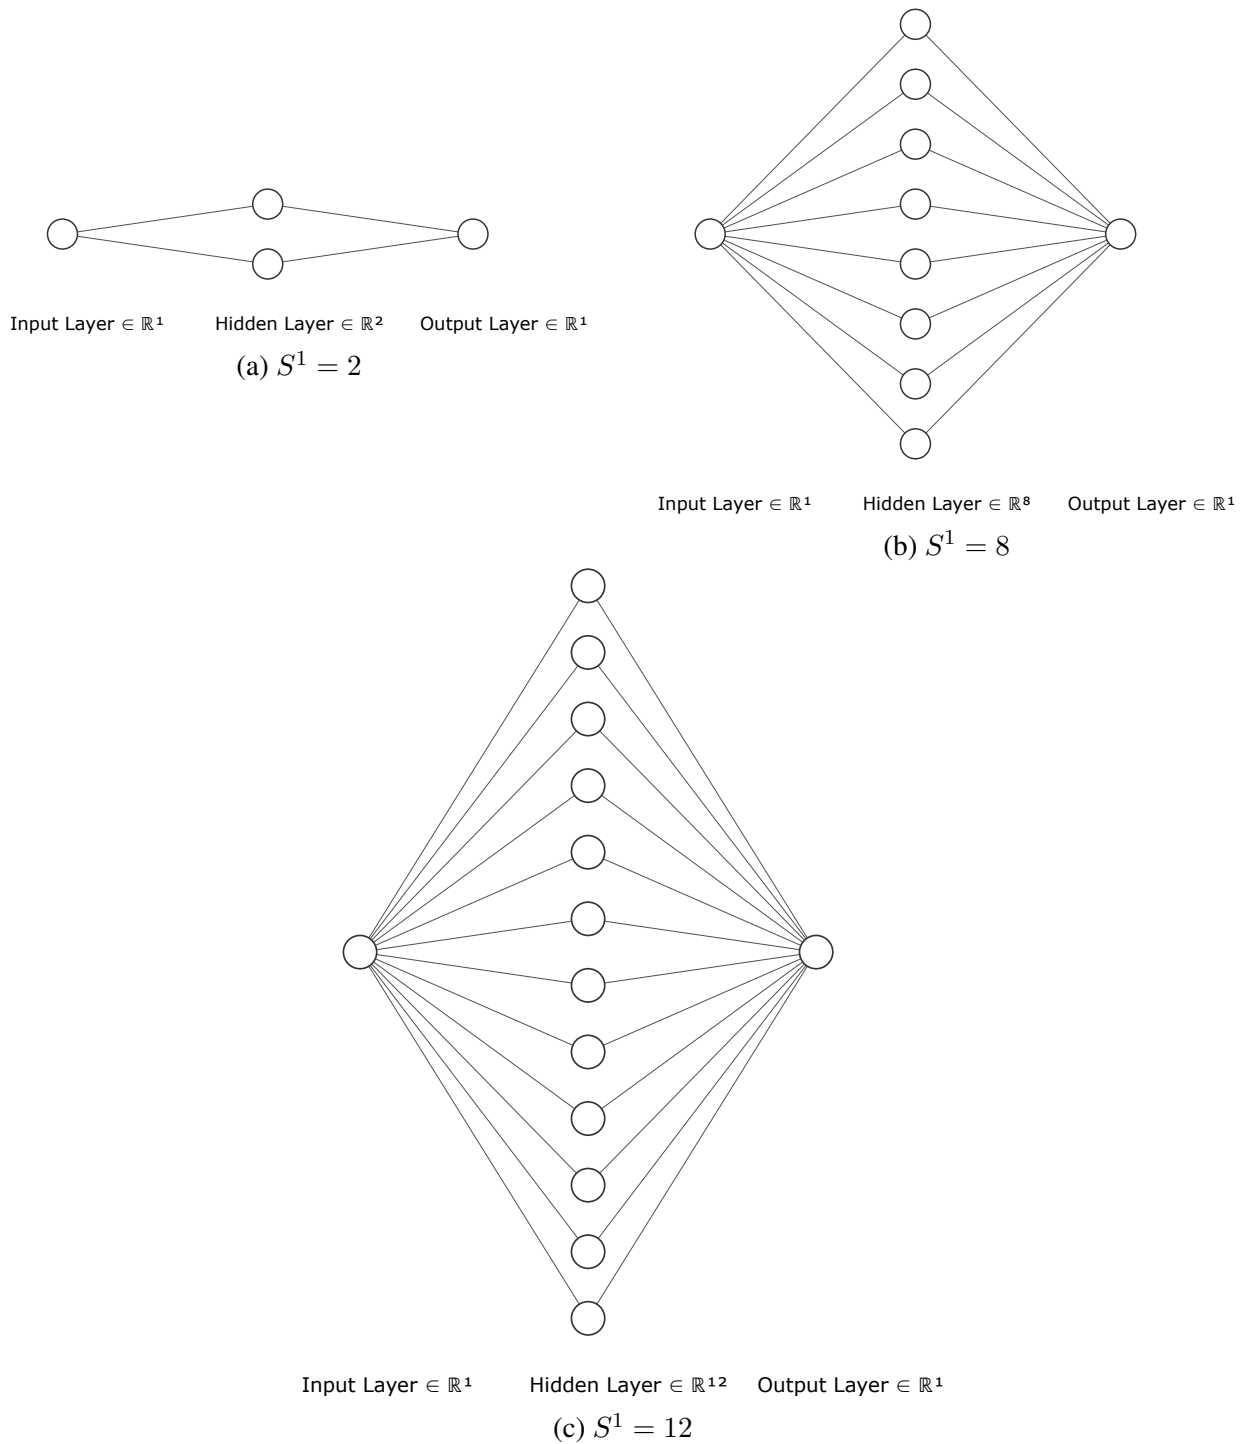 Input Layer ∈ ℝ¹ Hidden Layer ∈ ℝ² Output Layer ∈ ℝ¹
(a) S¹ = 2
Input Layer ∈ ℝ¹ Hidden Layer ∈ ℝ⁸ Output Layer ∈ ℝ¹
(b) S¹ = 8
Input Layer ∈ ℝ¹ Hidden Layer ∈ ℝ¹² Output Layer ∈ ℝ¹
(c) S¹ = 12